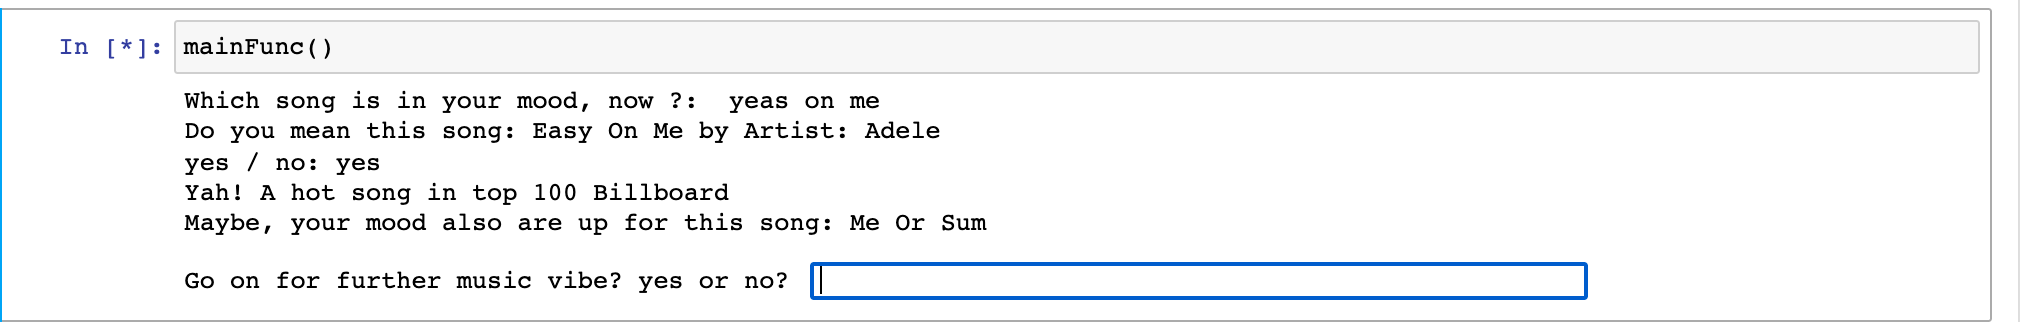 In [*]: mainFunc()
Which song is in your mood, now ?:  yeas on me
Do you mean this song: Easy On Me by Artist: Adele
yes / no: yes
Yah! A hot song in top 100 Billboard
Maybe, your mood also are up for this song: Me Or Sum
Go on for further music vibe? yes or no?